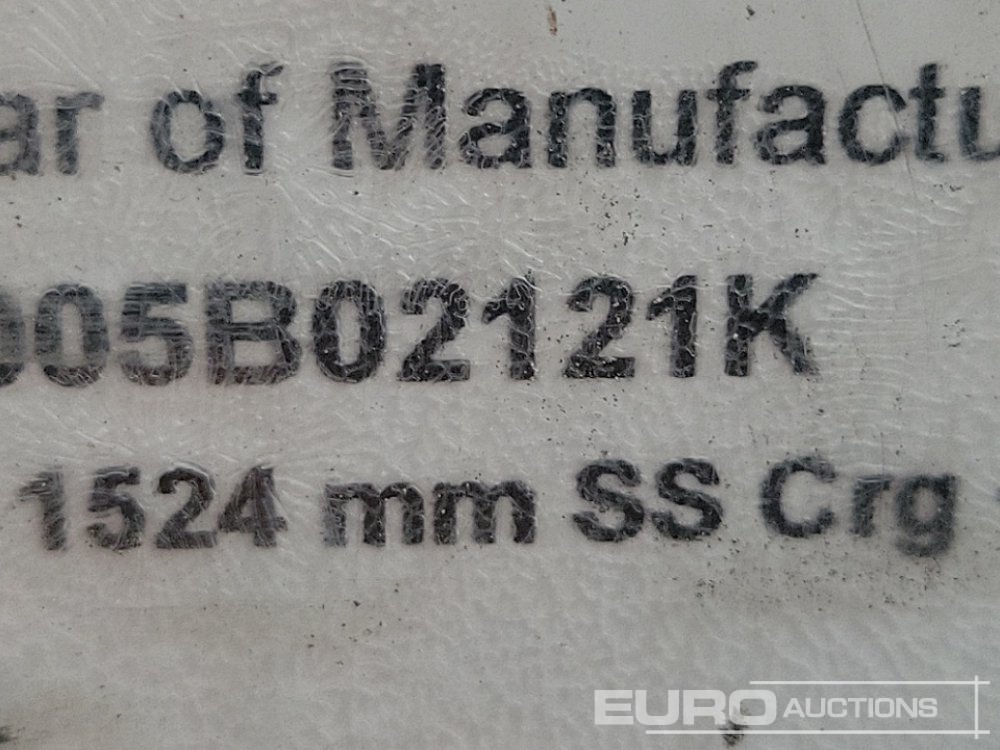 ar of Manufactu
005B02121K
1524 mm SS Crg
EURO AUCTIONS